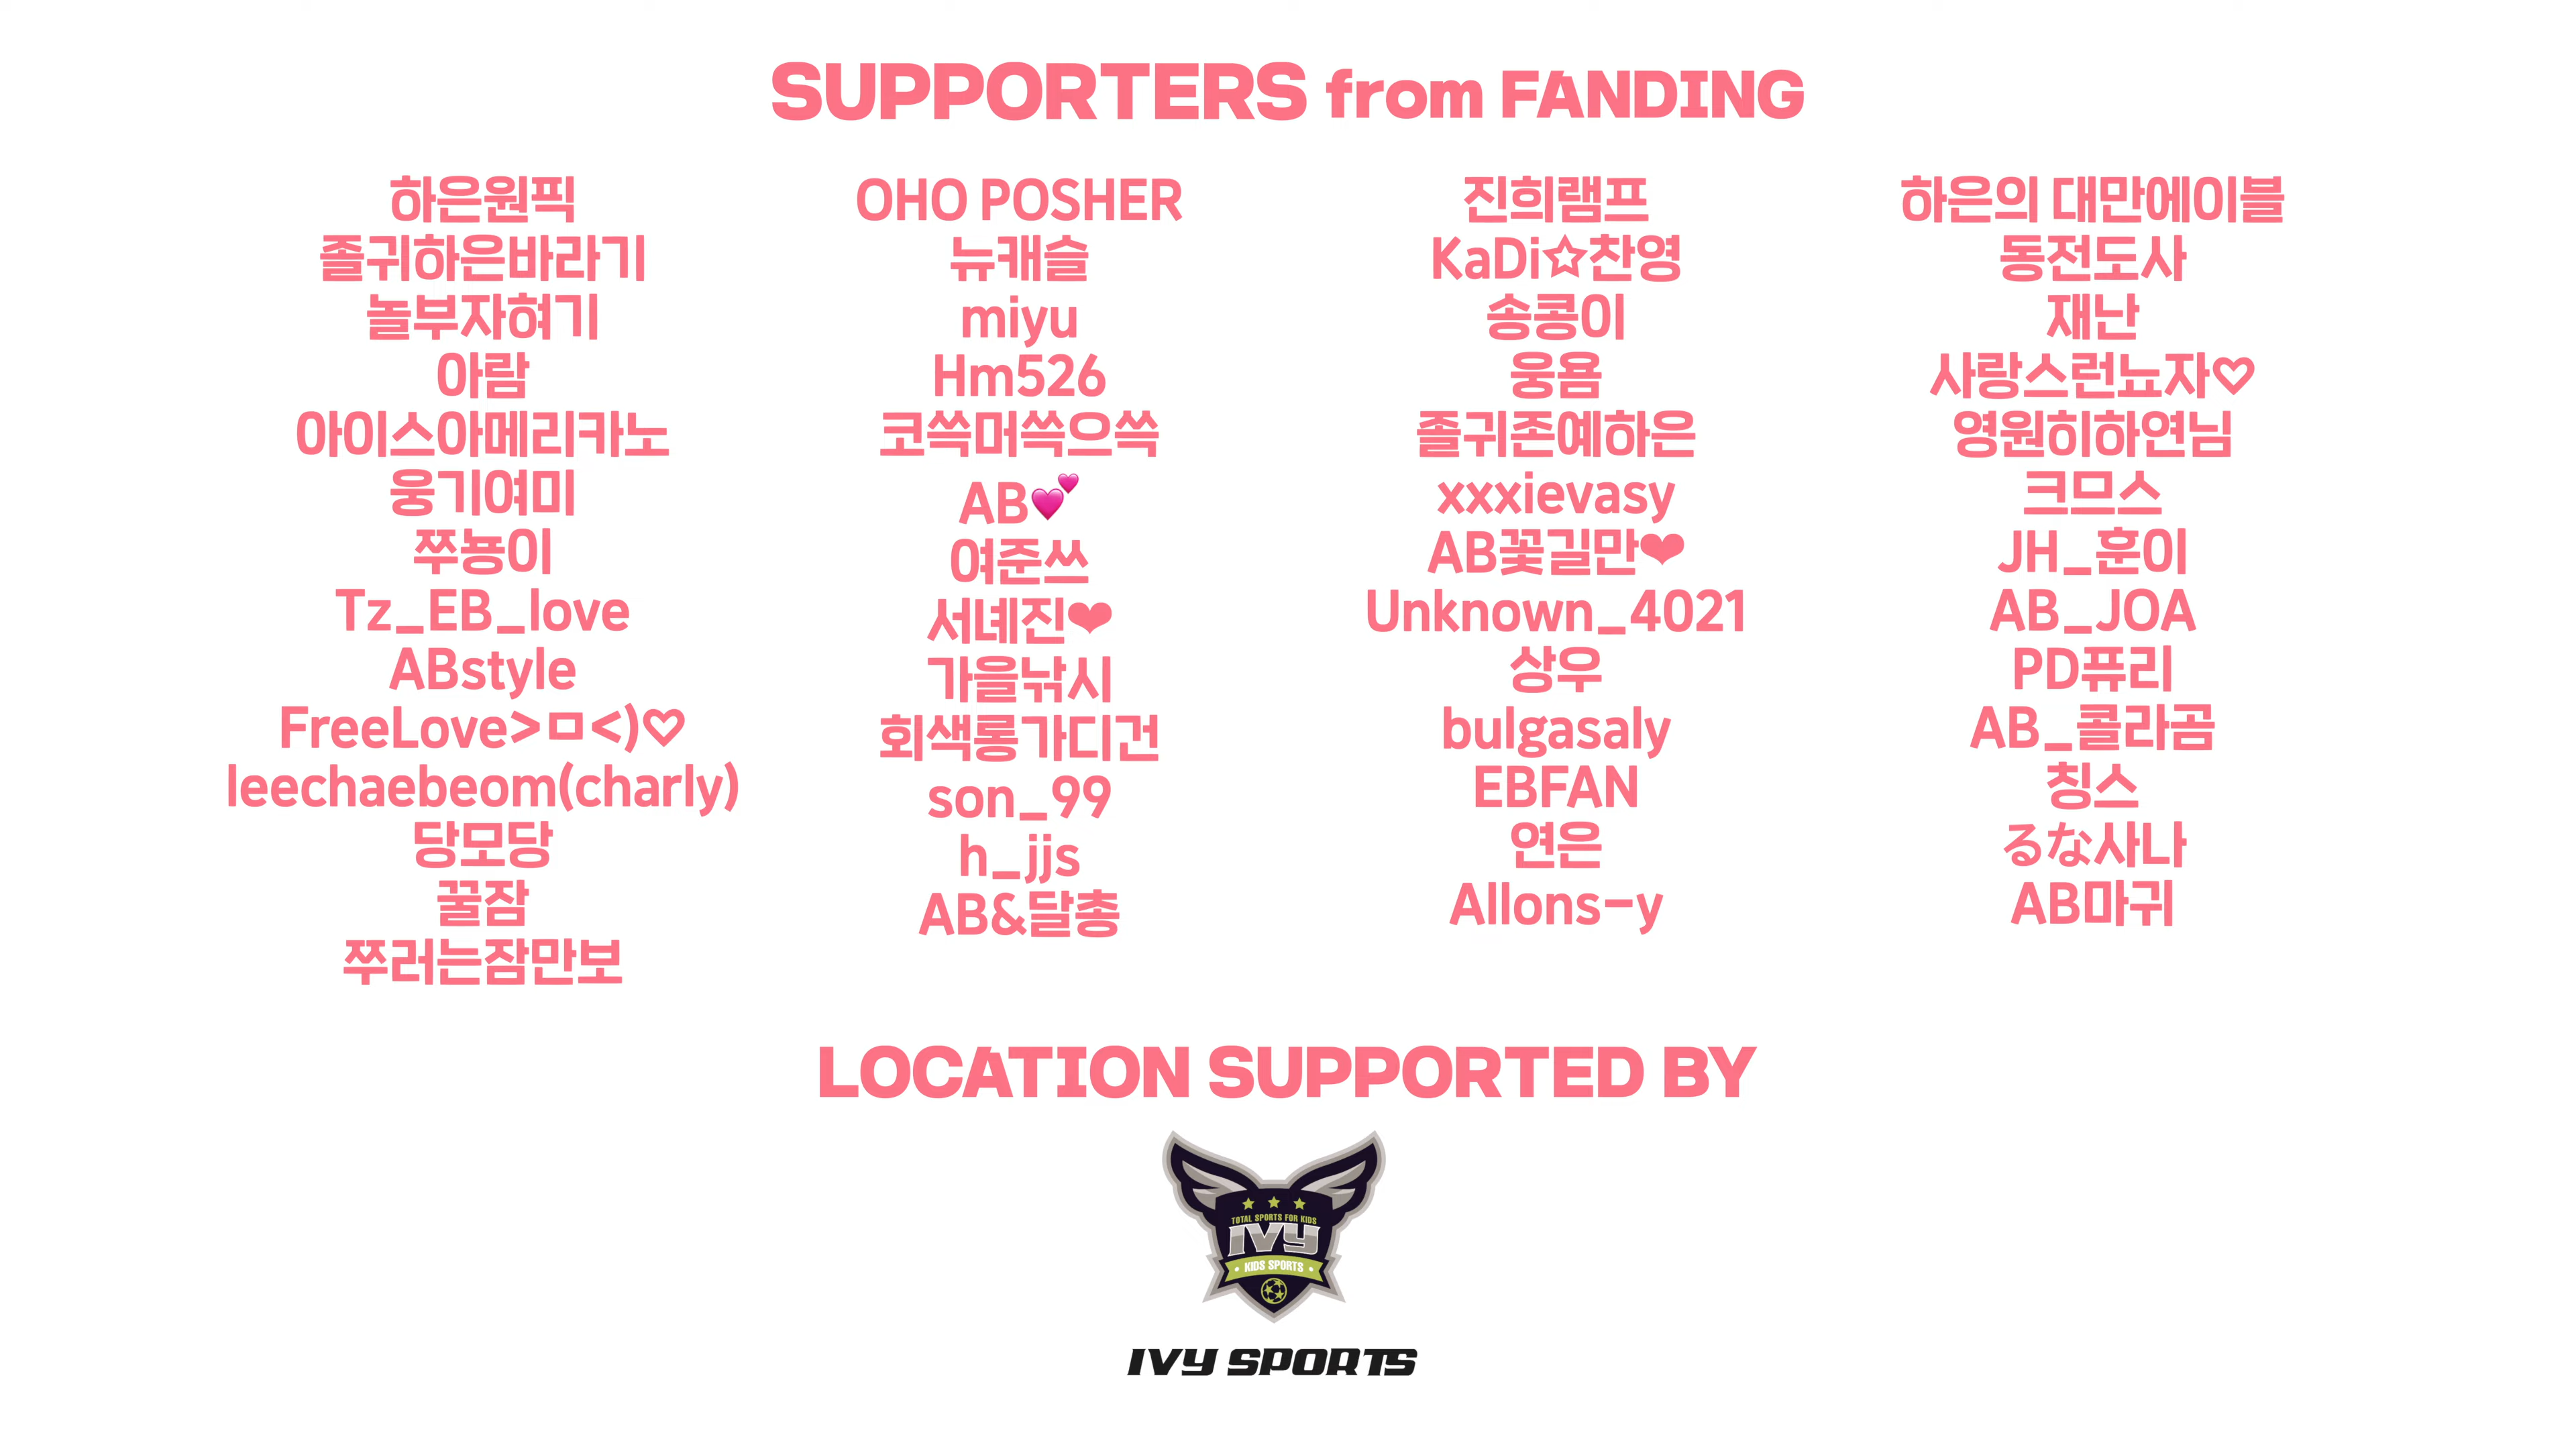 SUPPORTERS from FANDING
하은원픽
졸귀하은바라기
놀부자혀기
아람
아이스아메리카노
웅기여미
쭈뇽이
Tz_EB_love
ABstyle
FreeLove>ㅁ<)♡
leechaebeom(charly)
당모당
꿀잠
쭈러는잠만보
OHO POSHER
뉴캐슬
miyu
Hm526
코쓱머쓱으쓱
AB💕
여준쓰
서녜진❤
가을낚시
회색롱가디건
son_99
h_jjs
AB&달총
진희램프
KaDi☆찬영
송콩이
웅욤
졸귀존예하은
xxxievasy
AB꽃길만❤
Unknown_4021
상우
bulgasaly
EBFAN
연은
Allons-y
하은의 대만에이블
동전도사
재난
사랑스런뇨자♡
영원히하연님
크므스
JH_훈이
AB_JOA
PD퓨리
AB_콜라곰
칭스
るな사나
AB마귀
LOCATION SUPPORTED BY
TOTAL SPORTS FOR KIDS
IVY
KIDS SPORTS
IVY SPORTS